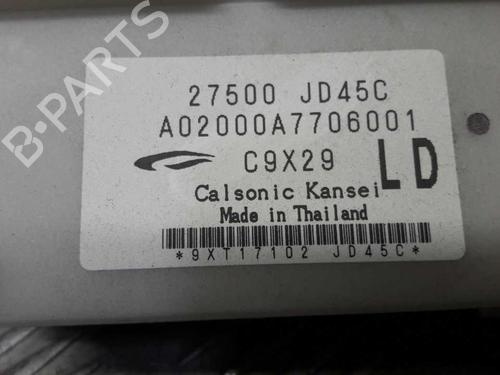 27500 JD45C
A02000A7706001
C9X29
LD
Calsonic Kansei
Made in Thailand
*9XT17102 JD45C*
B-PARTS